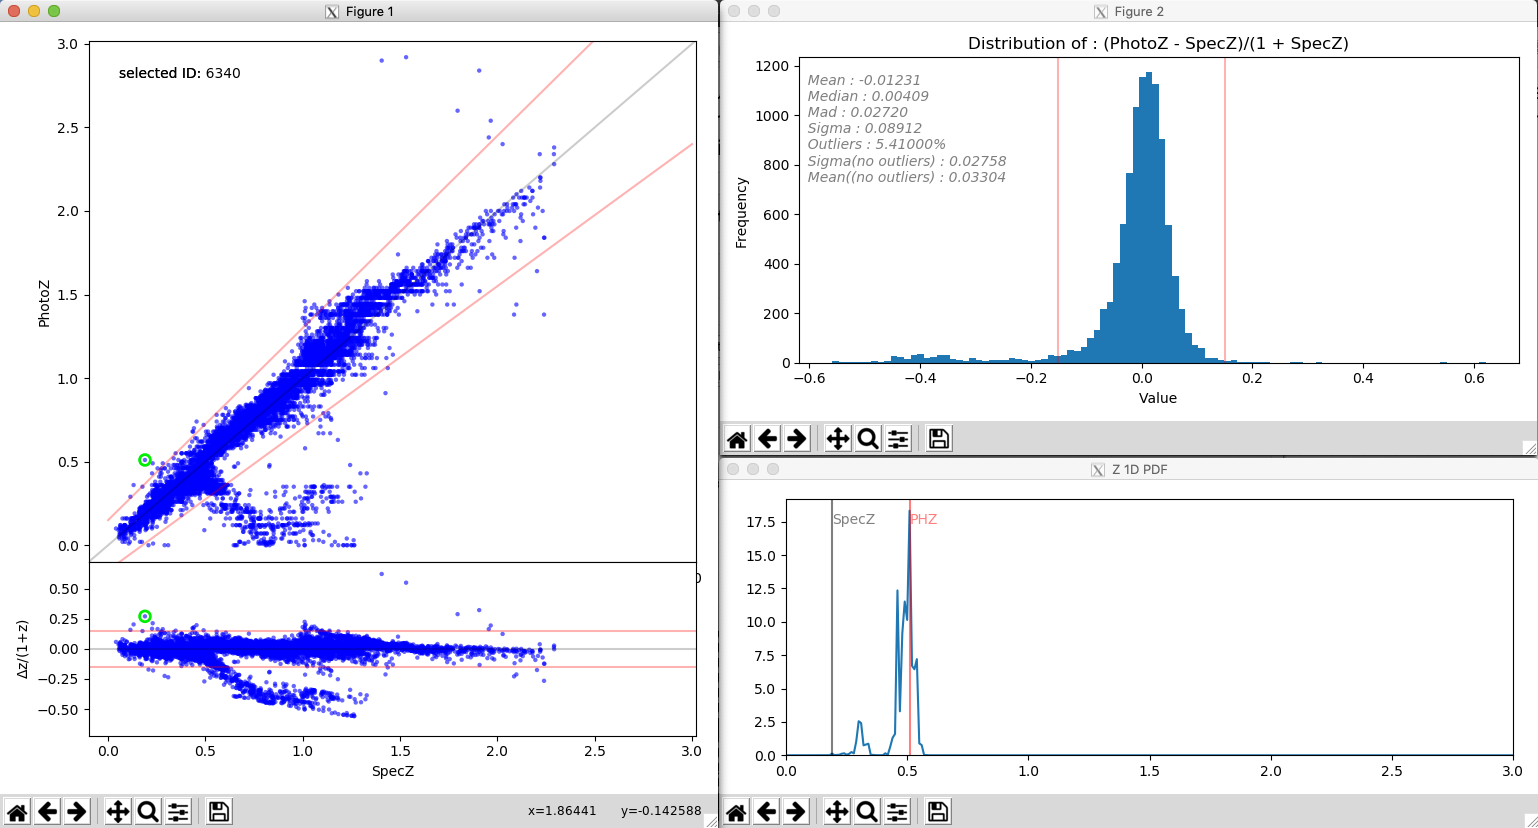 Figure 1
3.0
selected ID: 6340
2.5
2.0
1.5
1.0
0.5
0.0
PhotoZ
0
0.50
0.25
0.00
−0.25
−0.50
Δz/(1+z)
0.0 0.5 1.0 1.5 2.0 2.5 3.0
SpecZ
x=1.86441 y=-0.142588
Figure 2
Distribution of : (PhotoZ - SpecZ)/(1 + SpecZ)
Mean : -0.01231
Median : 0.00409
Mad : 0.02720
Sigma : 0.08912
Outliers : 5.41000%
Sigma(no outliers) : 0.02758
Mean((no outliers) : 0.03304
1200
1000
800
600
400
200
0
Frequency
−0.6 −0.4 −0.2 0.0 0.2 0.4 0.6
Value
Z 1D PDF
SpecZ PHZ
17.5
15.0
12.5
10.0
7.5
5.0
2.5
0.0
0.0 0.5 1.0 1.5 2.0 2.5 3.0